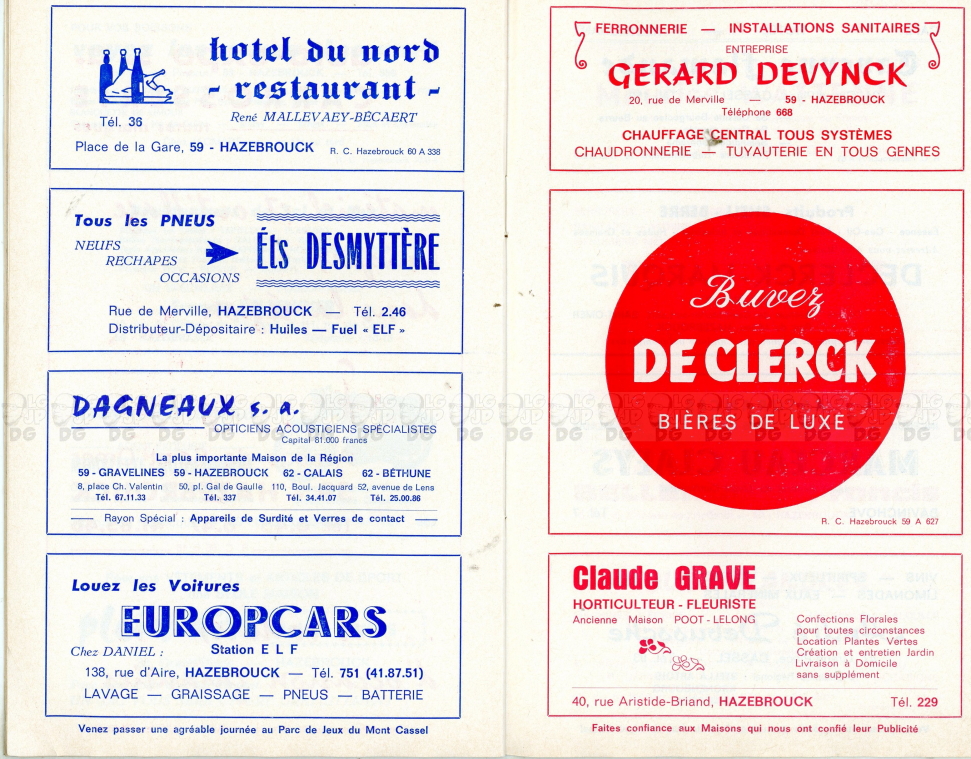 hotel du nord
- restaurant -
René MALLEVAEY-BÉCAERT
Tél. 36
Place de la Gare, 59 - HAZEBROUCK
R. C. Hazebrouck 60 A 338
Tous les PNEUS
NEUFS
RECHAPES
OCCASIONS
Éts DESMYTTÈRE
Rue de Merville, HAZEBROUCK — Tél. 2.46
Distributeur-Dépositaire : Huiles — Fuel « ELF »
DAGNEAUX s. a.
OPTICIENS ACOUSTICIENS SPÉCIALISTES
Capital 81.000 francs
La plus importante Maison de la Région
59 - GRAVELINES 59 - HAZEBROUCK 62 - CALAIS 62 - BÉTHUNE
8, place Ch. Valentin 50, pl. Gal de Gaulle 110, Boul. Jacquard 52, avenue de Lens
Tél. 67.11.33 Tél. 337 Tél. 34.41.07 Tél. 25.00.86
Rayon Spécial : Appareils de Surdité et Verres de contact
Louez les Voitures
EUROPCARS
Chez DANIEL : Station E L F
138, rue d'Aire, HAZEBROUCK — Tél. 751 (41.87.51)
LAVAGE — GRAISSAGE — PNEUS — BATTERIE
Venez passer une agréable journée au Parc de Jeux du Mont Cassel
FERRONNERIE — INSTALLATIONS SANITAIRES
ENTREPRISE
GERARD DEVYNCK
20, rue de Merville — 59 - HAZEBROUCK
Téléphone 668
CHAUFFAGE CENTRAL TOUS SYSTÈMES
CHAUDRONNERIE — TUYAUTERIE EN TOUS GENRES
Buvez
DE CLERCK
BIÈRES DE LUXE
R. C. Hazebrouck 59 A 627
Claude GRAVE
HORTICULTEUR - FLEURISTE
Ancienne Maison POOT - LELONG
Confections Florales
pour toutes circonstances
Location Plantes Vertes
Création et entretien Jardin
Livraison à Domicile
sans supplément
40, rue Aristide-Briand, HAZEBROUCK Tél. 229
Faites confiance aux Maisons qui nous ont confié leur Publicité